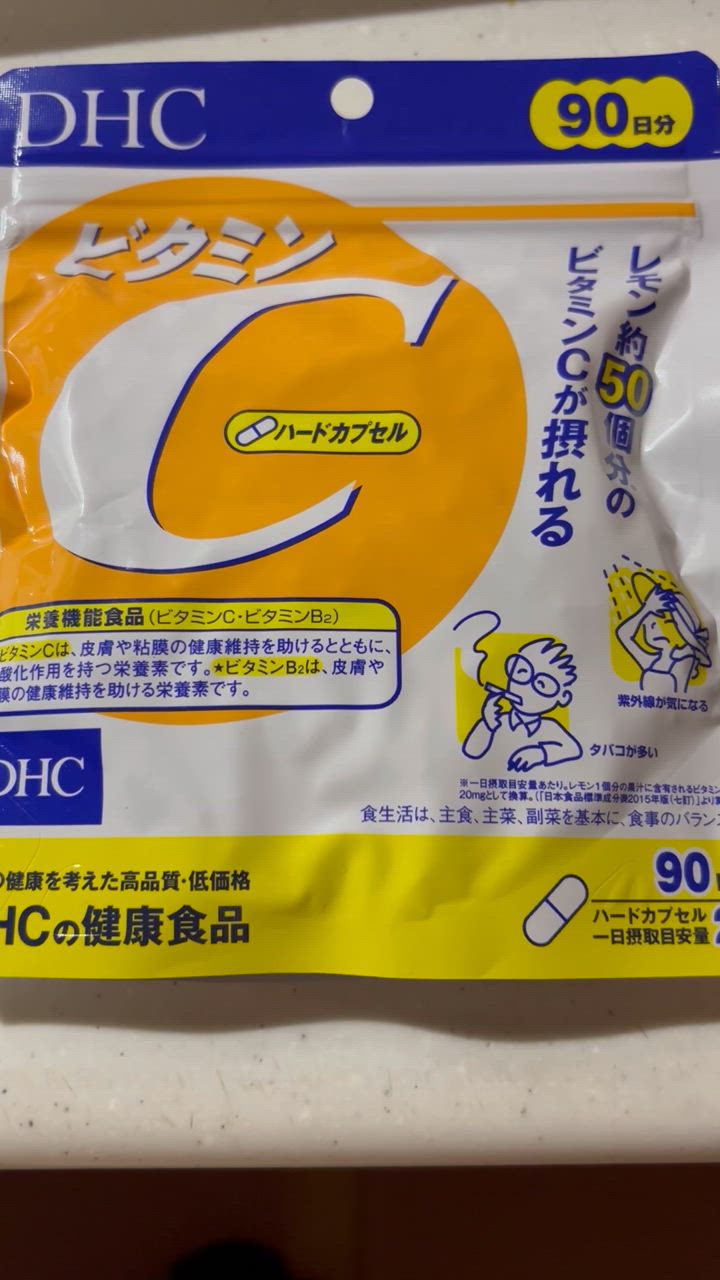 DHC
90日分
ビタミン
C
ハードカプセル
レモン約50個分の
ビタミンCが摂れる
栄養機能食品(ビタミンC・ビタミンB2)
ビタミンCは、皮膚や粘膜の健康維持を助けるとともに、
酸化作用を持つ栄養素です。★ビタミンB2は、皮膚や
膜の健康維持を助ける栄養素です。
紫外線が気になる
タバコが多い
DHC
※一日摂取目安量あたり。レモン1個分の果汁に含有されるビタミン
20mgとして換算。(「日本食品標準成分表2015年版(七訂)」より
食生活は、主食、主菜、副菜を基本に、食事のバラン
の健康を考えた高品質・低価格
HCの健康食品
90
ハードカプセル
一日摂取目安量